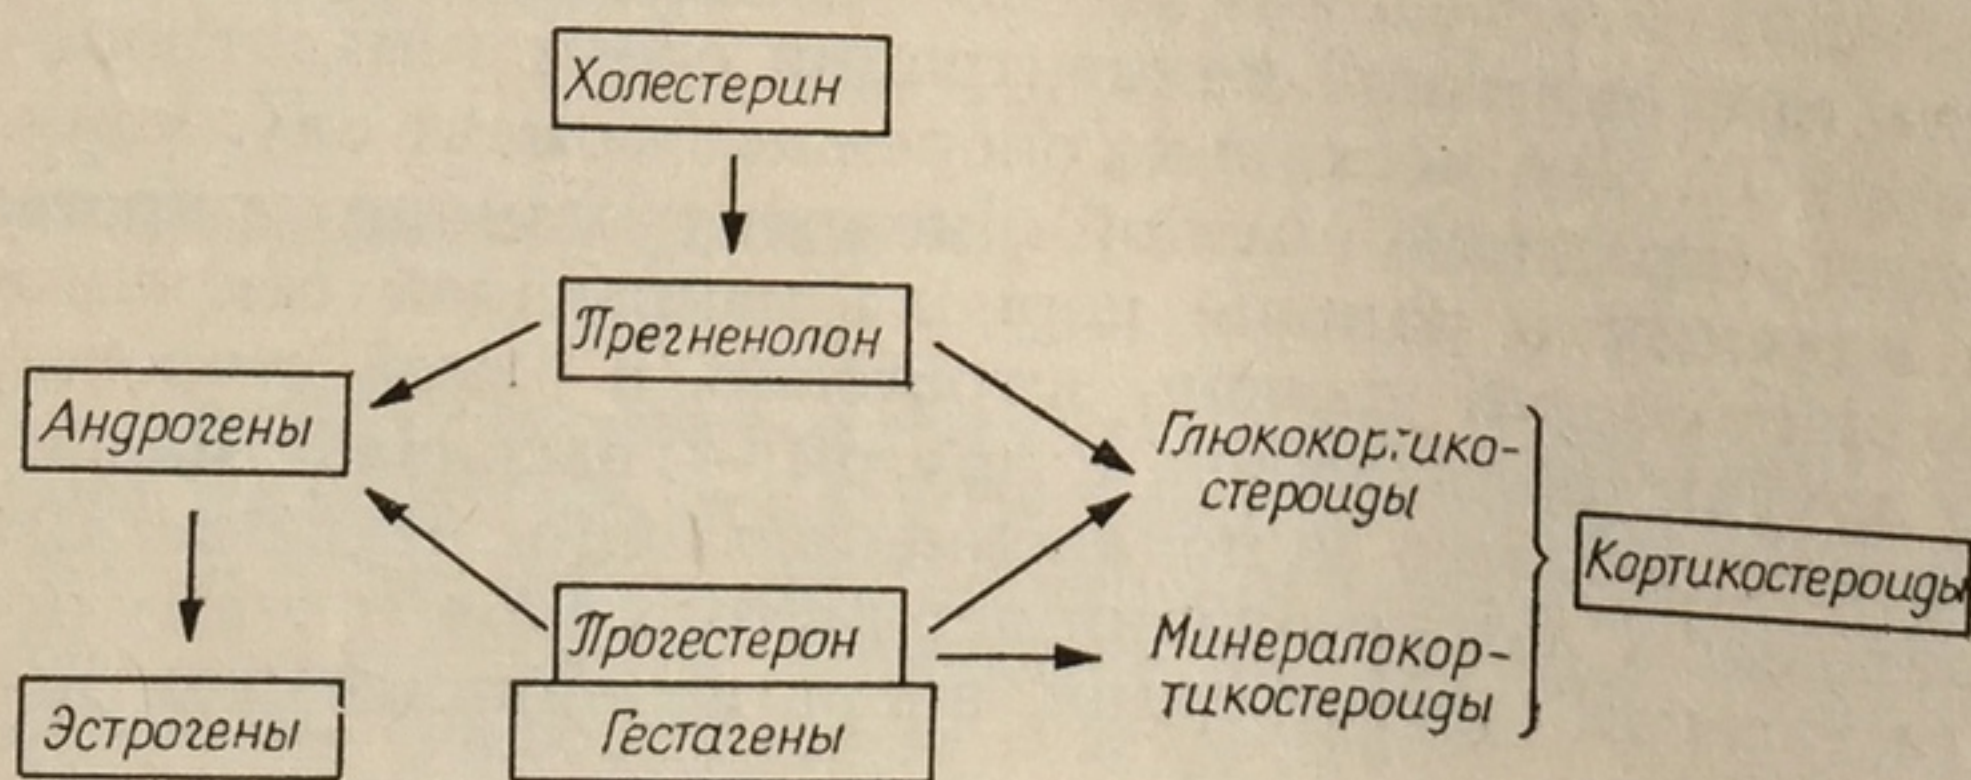 Холестерин
Прегненолон
Андрогены
Глюкокортико-
стероиды
Кортикостероиды
Прогестерон
Минералокор-
тикостероиды
Эстрогены
Гестагены